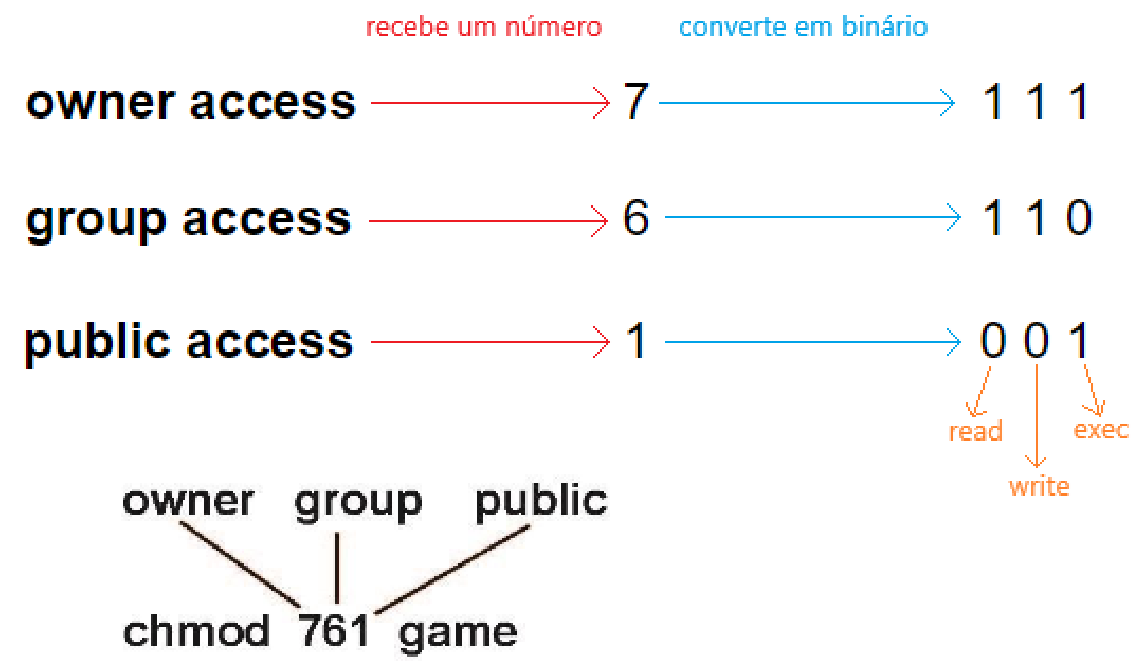 recebe um número converte em binário
owner access 7 1 1 1
group access 6 1 1 0
public access 1 0 0 1
read exec
write
owner group public
chmod 761 game